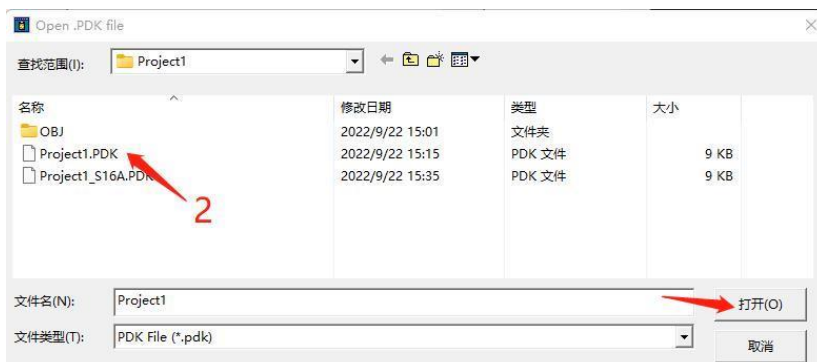 Open .PDK file
查找范围(I): Project1
名称 修改日期 类型 大小
OBJ 2022/9/22 15:01 文件夹
Project1.PDK 2022/9/22 15:15 PDK 文件 9 KB
Project1_S16A.PDK 2022/9/22 15:35 PDK 文件 9 KB
2
文件名(N): Project1 打开(O)
文件类型(T): PDK File (*.pdk) 取消